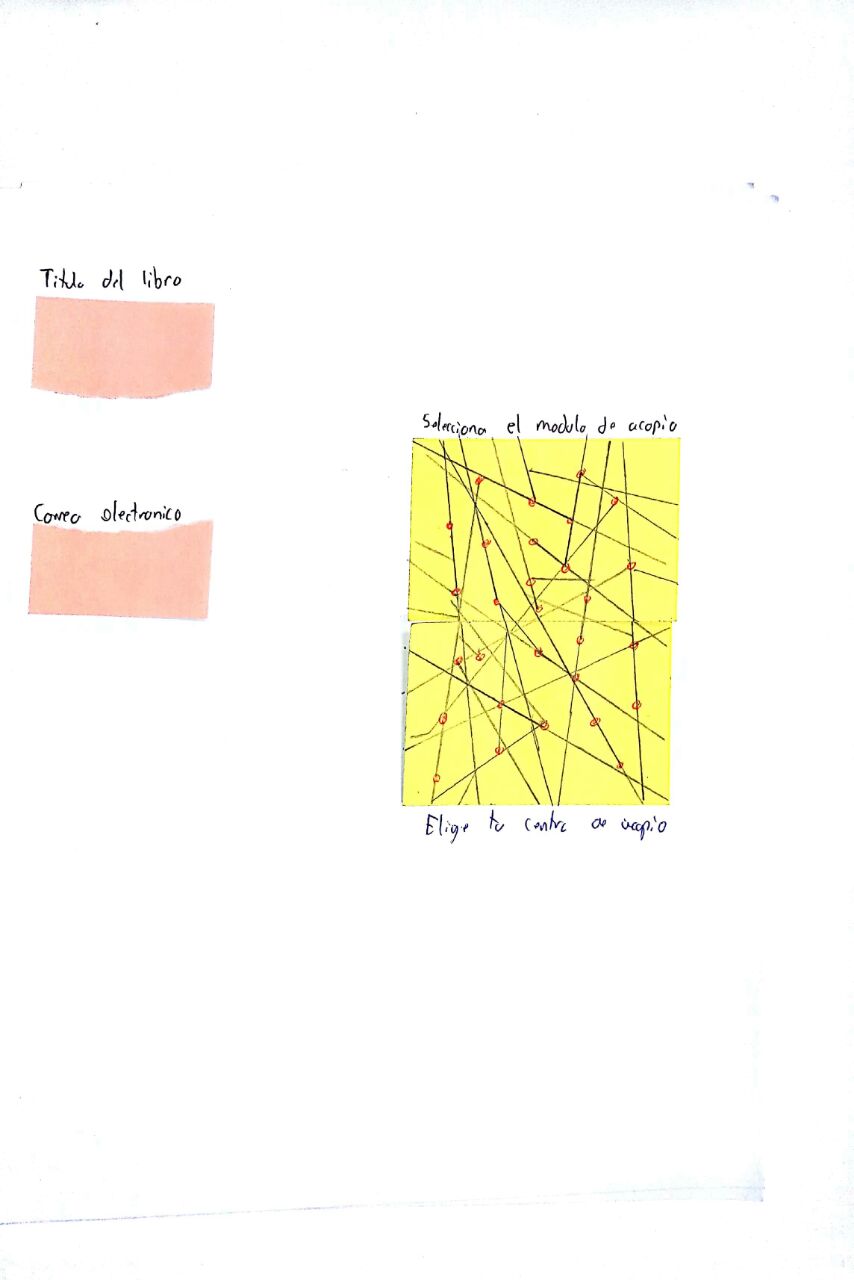 Titulo del libro
Correo electronico
Selecciona el modulo de acopio
Elige tu centro de acopio